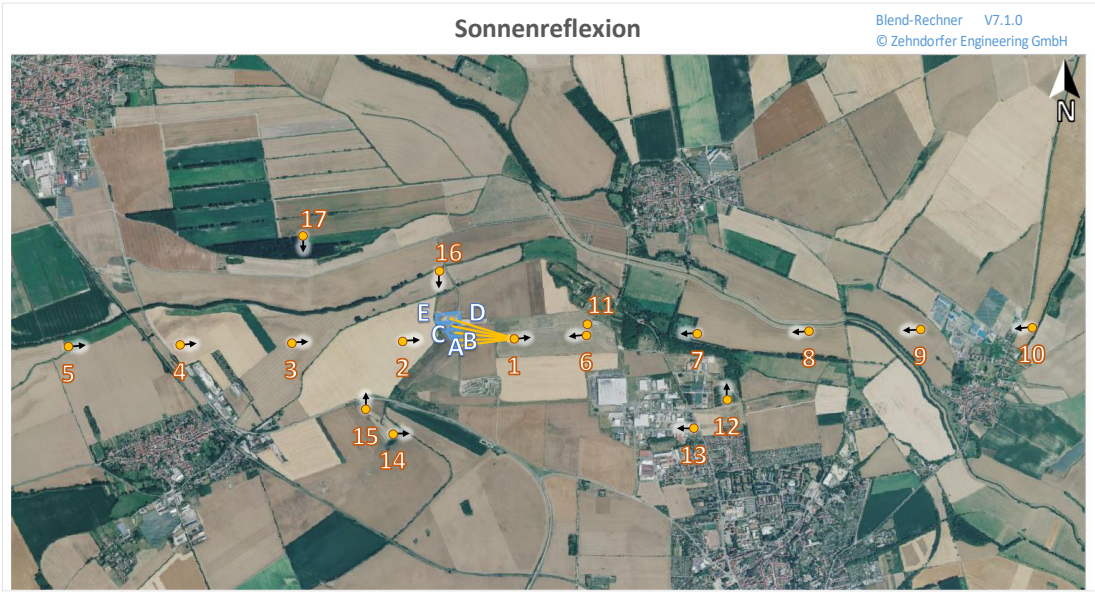 Sonnenreflexion
Blend-Rechner V7.1.0
© Zehndorfer Engineering GmbH
N
17
16
E
D
C
B
A
11
1
2
3
4
5
6
7
8
9
10
12
13
15
14